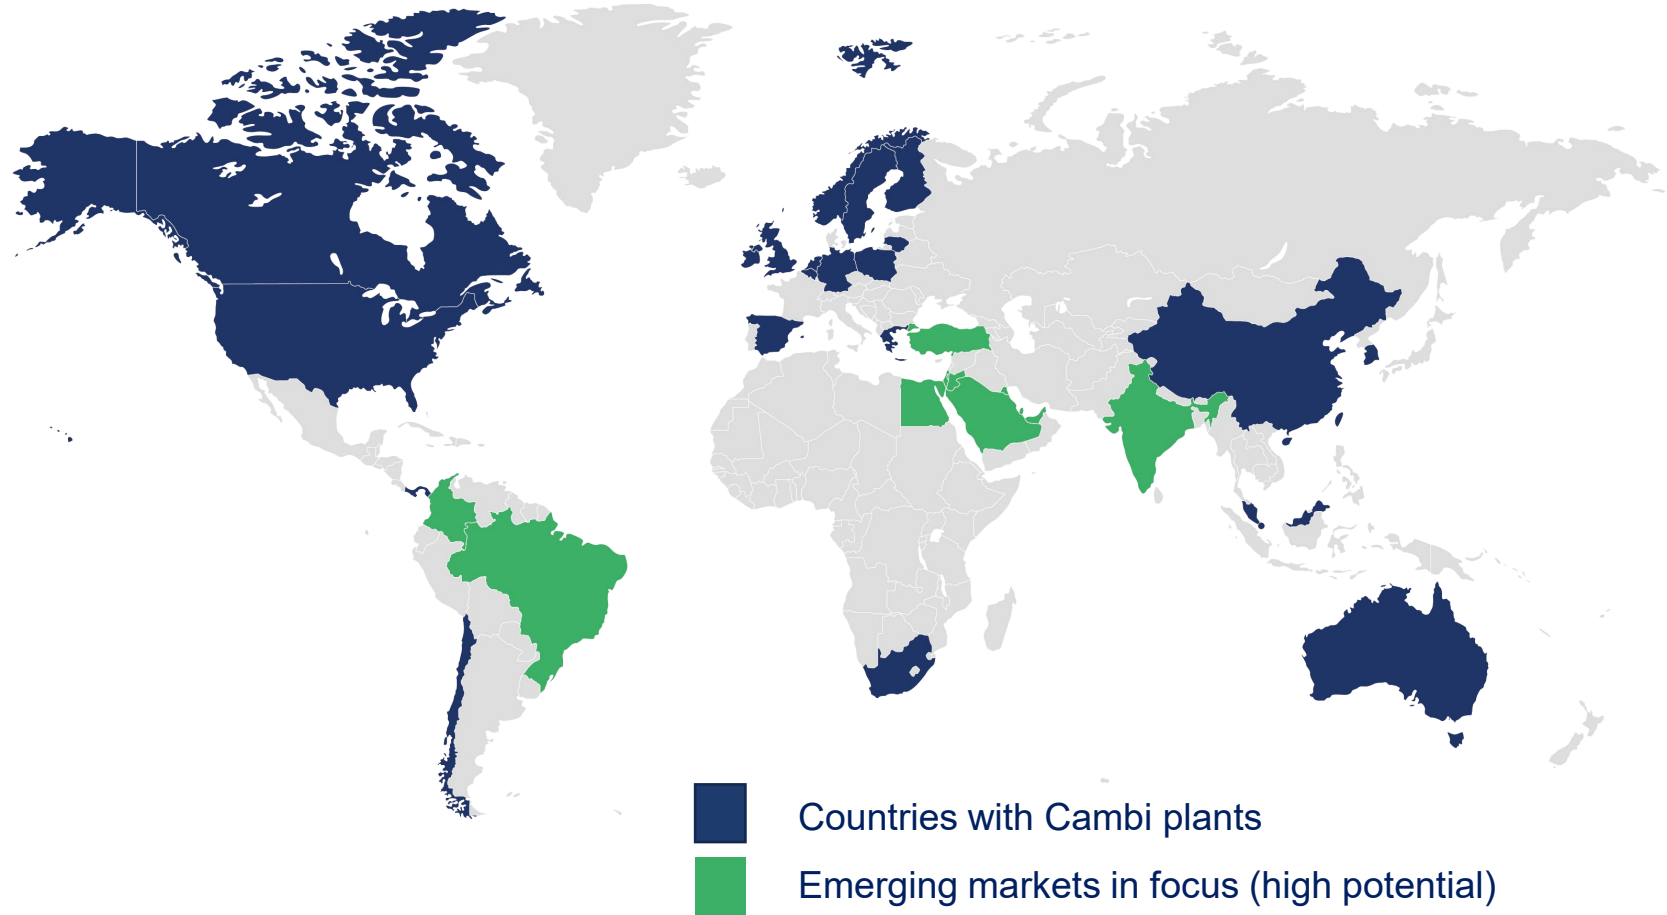 Countries with Cambi plants
Emerging markets in focus (high potential)